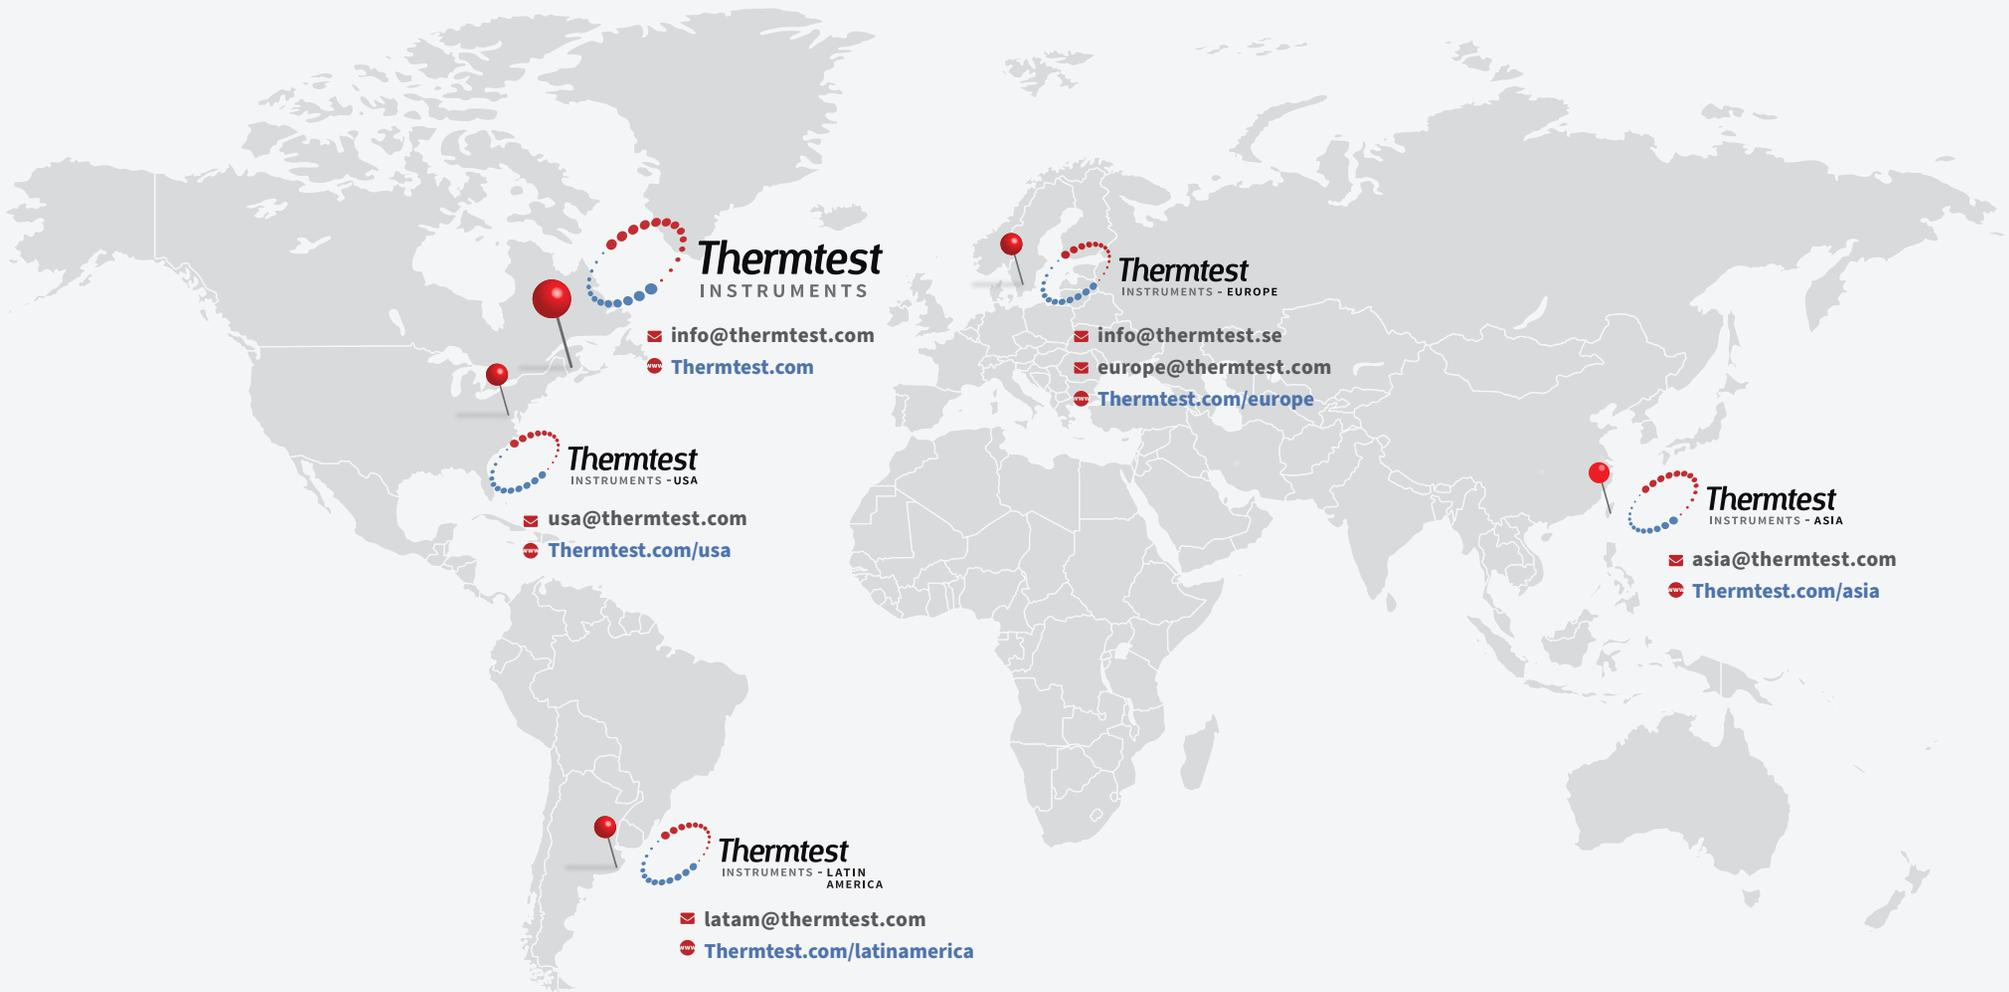 Thermtest
INSTRUMENTS
info@thermtest.com
Thermtest.com
Thermtest
INSTRUMENTS - EUROPE
info@thermtest.se
europe@thermtest.com
Thermtest.com/europe
Thermtest
INSTRUMENTS - USA
usa@thermtest.com
Thermtest.com/usa
Thermtest
INSTRUMENTS - ASIA
asia@thermtest.com
Thermtest.com/asia
Thermtest
INSTRUMENTS - LATIN
AMERICA
latam@thermtest.com
Thermtest.com/latinamerica